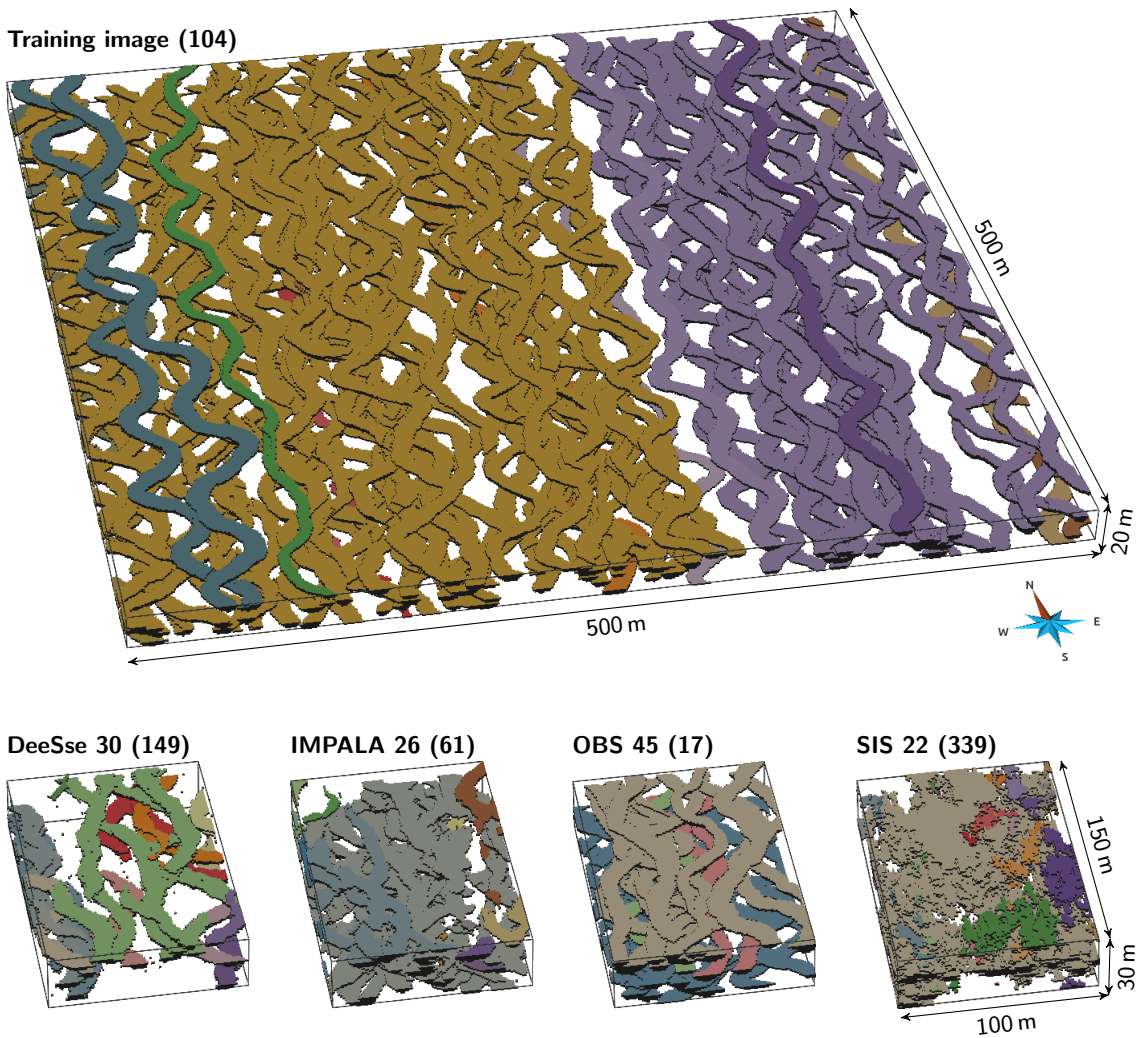 Training image (104)
500 m
20 m
500 m
N
W
E
S
DeeSse 30 (149)
IMPALA 26 (61)
OBS 45 (17)
SIS 22 (339)
150 m
30 m
100 m